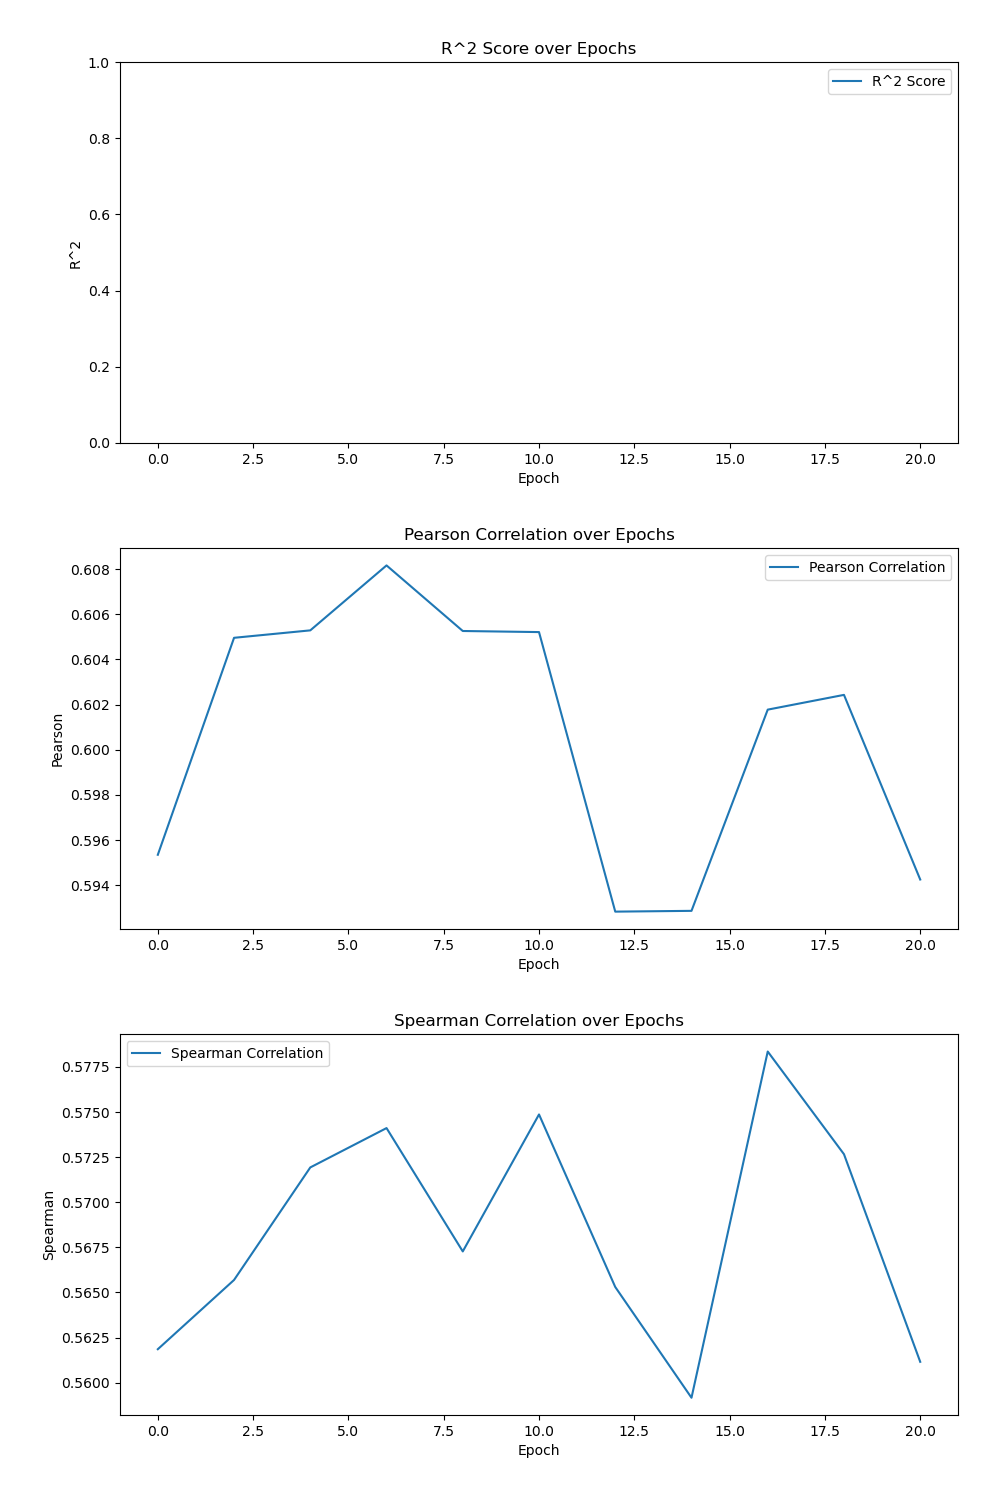 R^2 Score over Epochs
1.0
R^2 Score
0.8
0.6
R^2
0.4
0.2
0.0
0.0 2.5 5.0 7.5 10.0 12.5 15.0 17.5 20.0
Epoch
Pearson Correlation over Epochs
0.608
Pearson Correlation
0.606
0.604
0.602
Pearson
0.600
0.598
0.596
0.594
0.0 2.5 5.0 7.5 10.0 12.5 15.0 17.5 20.0
Epoch
Spearman Correlation over Epochs
Spearman Correlation
0.5775
0.5750
0.5725
0.5700
Spearman
0.5675
0.5650
0.5625
0.5600
0.0 2.5 5.0 7.5 10.0 12.5 15.0 17.5 20.0
Epoch